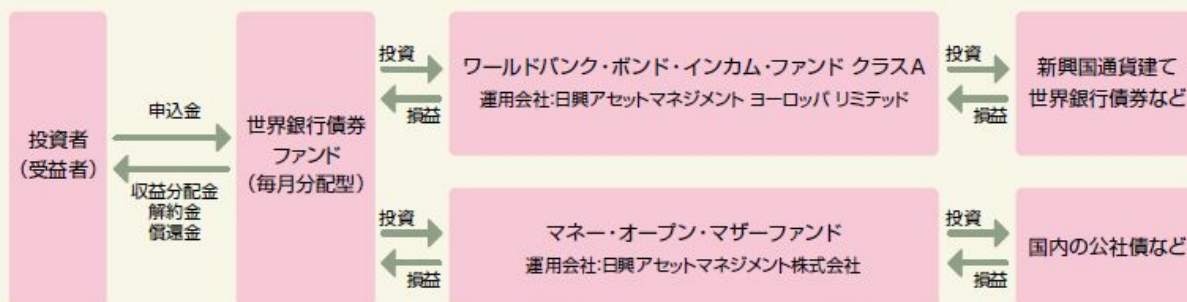 投資者
（受益者）
申込金
収益分配金
解約金
償還金
世界銀行債券
ファンド
（毎月分配型）
投資
損益
ワールドバンク・ボンド・インカム・ファンド クラスA
運用会社:日興アセットマネジメント ヨーロッパ リミテッド
投資
損益
新興国通貨建て
世界銀行債券など
投資
損益
マネー・オープン・マザーファンド
運用会社:日興アセットマネジメント株式会社
投資
損益
国内の公社債など